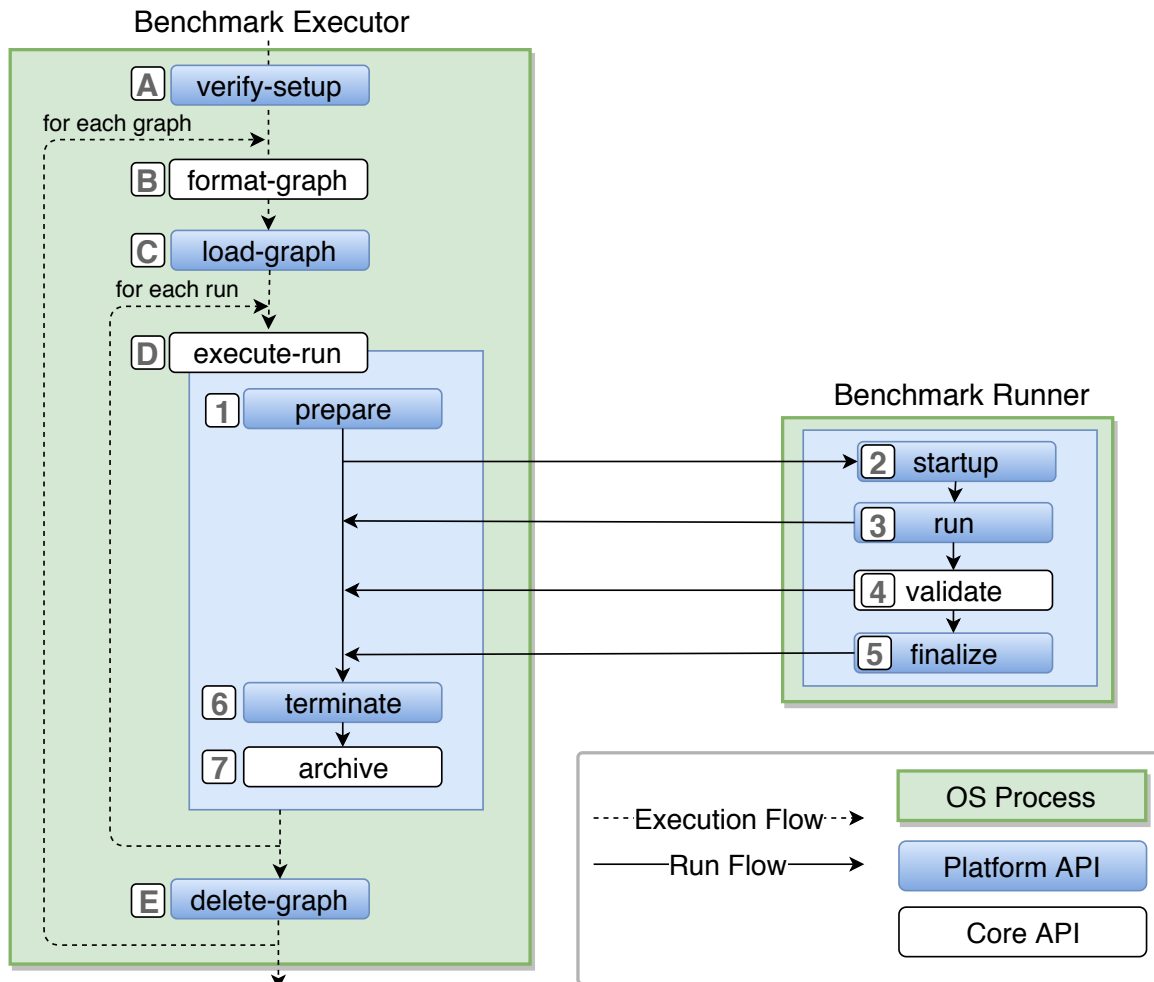 Benchmark Executor
A verify-setup
for each graph
B format-graph
C load-graph
for each run
D execute-run
1 prepare
Benchmark Runner
2 startup
3 run
4 validate
5 finalize
6 terminate
7 archive
E delete-graph
Execution Flow
Run Flow
OS Process
Platform API
Core API